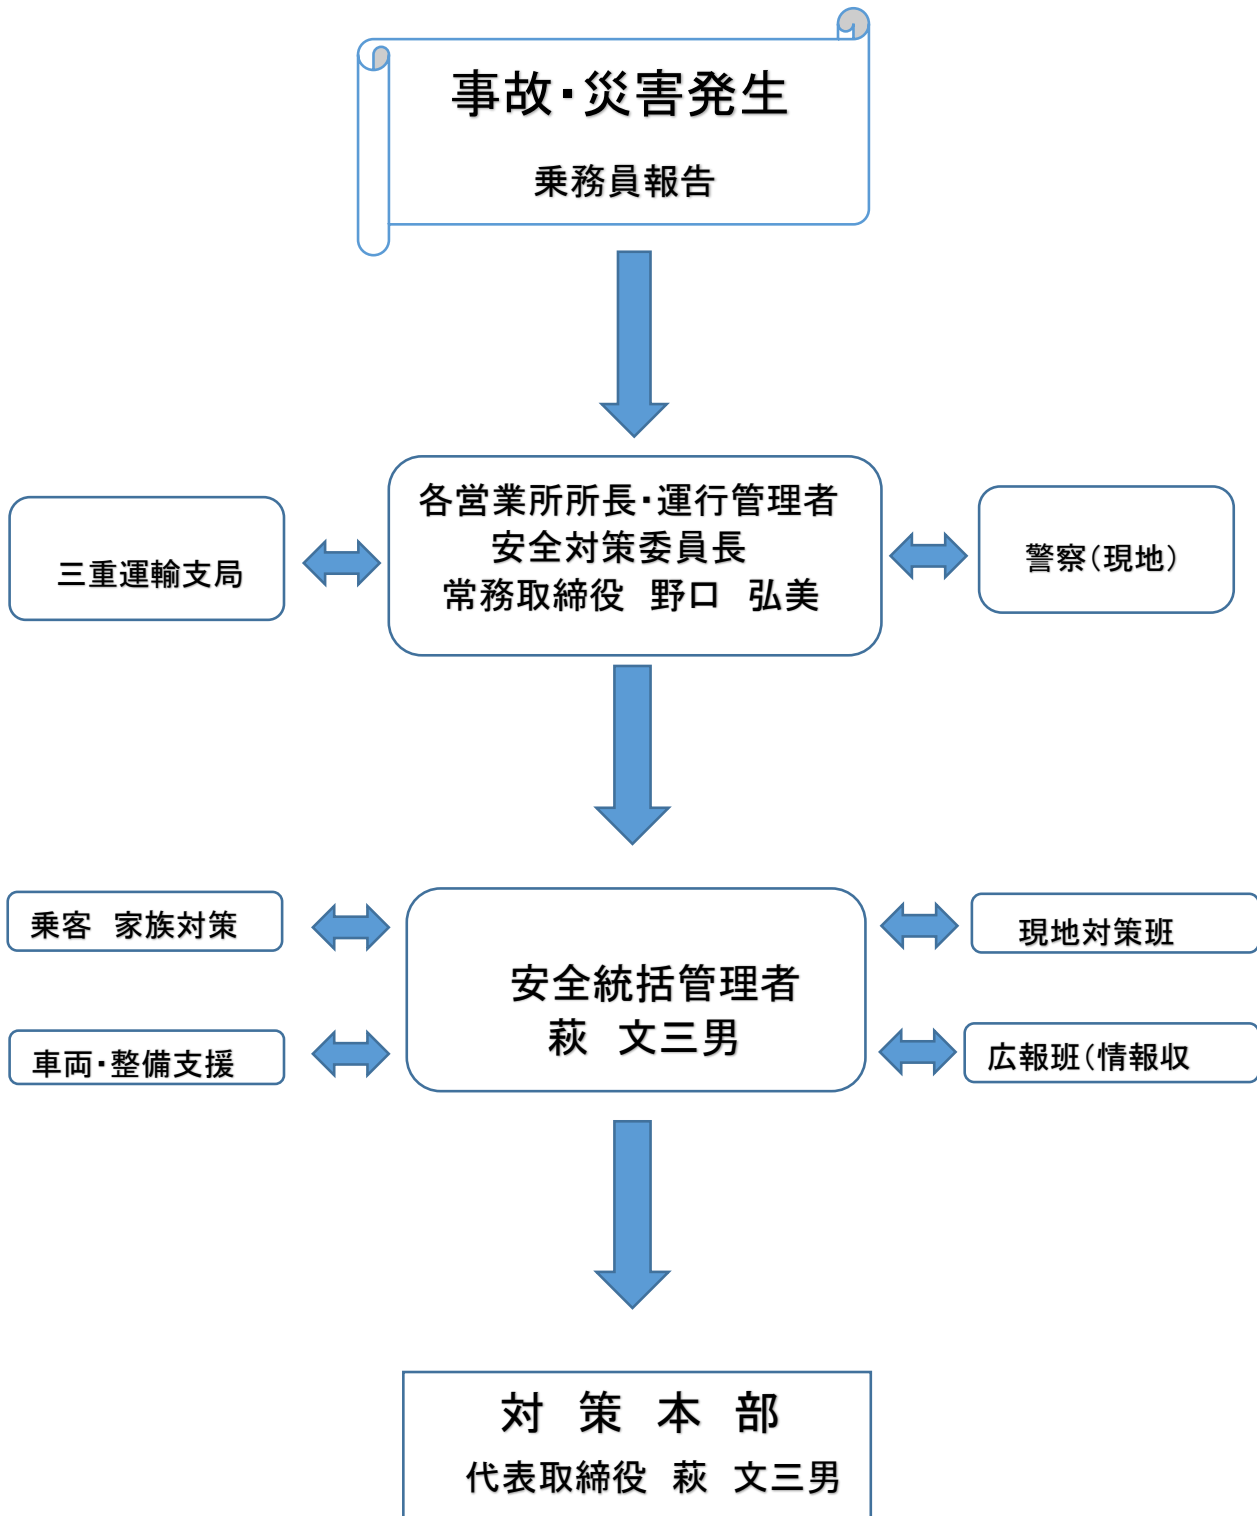 事故・災害発生
乗務員報告
各営業所所長・運行管理者
安全対策委員長
常務取締役　野口　弘美
三重運輸支局
警察(現地)
乗客　家族対策
現地対策班
安全統括管理者
萩　文三男
車両・整備支援
広報班(情報収
対　策　本　部
代表取締役　萩　文三男